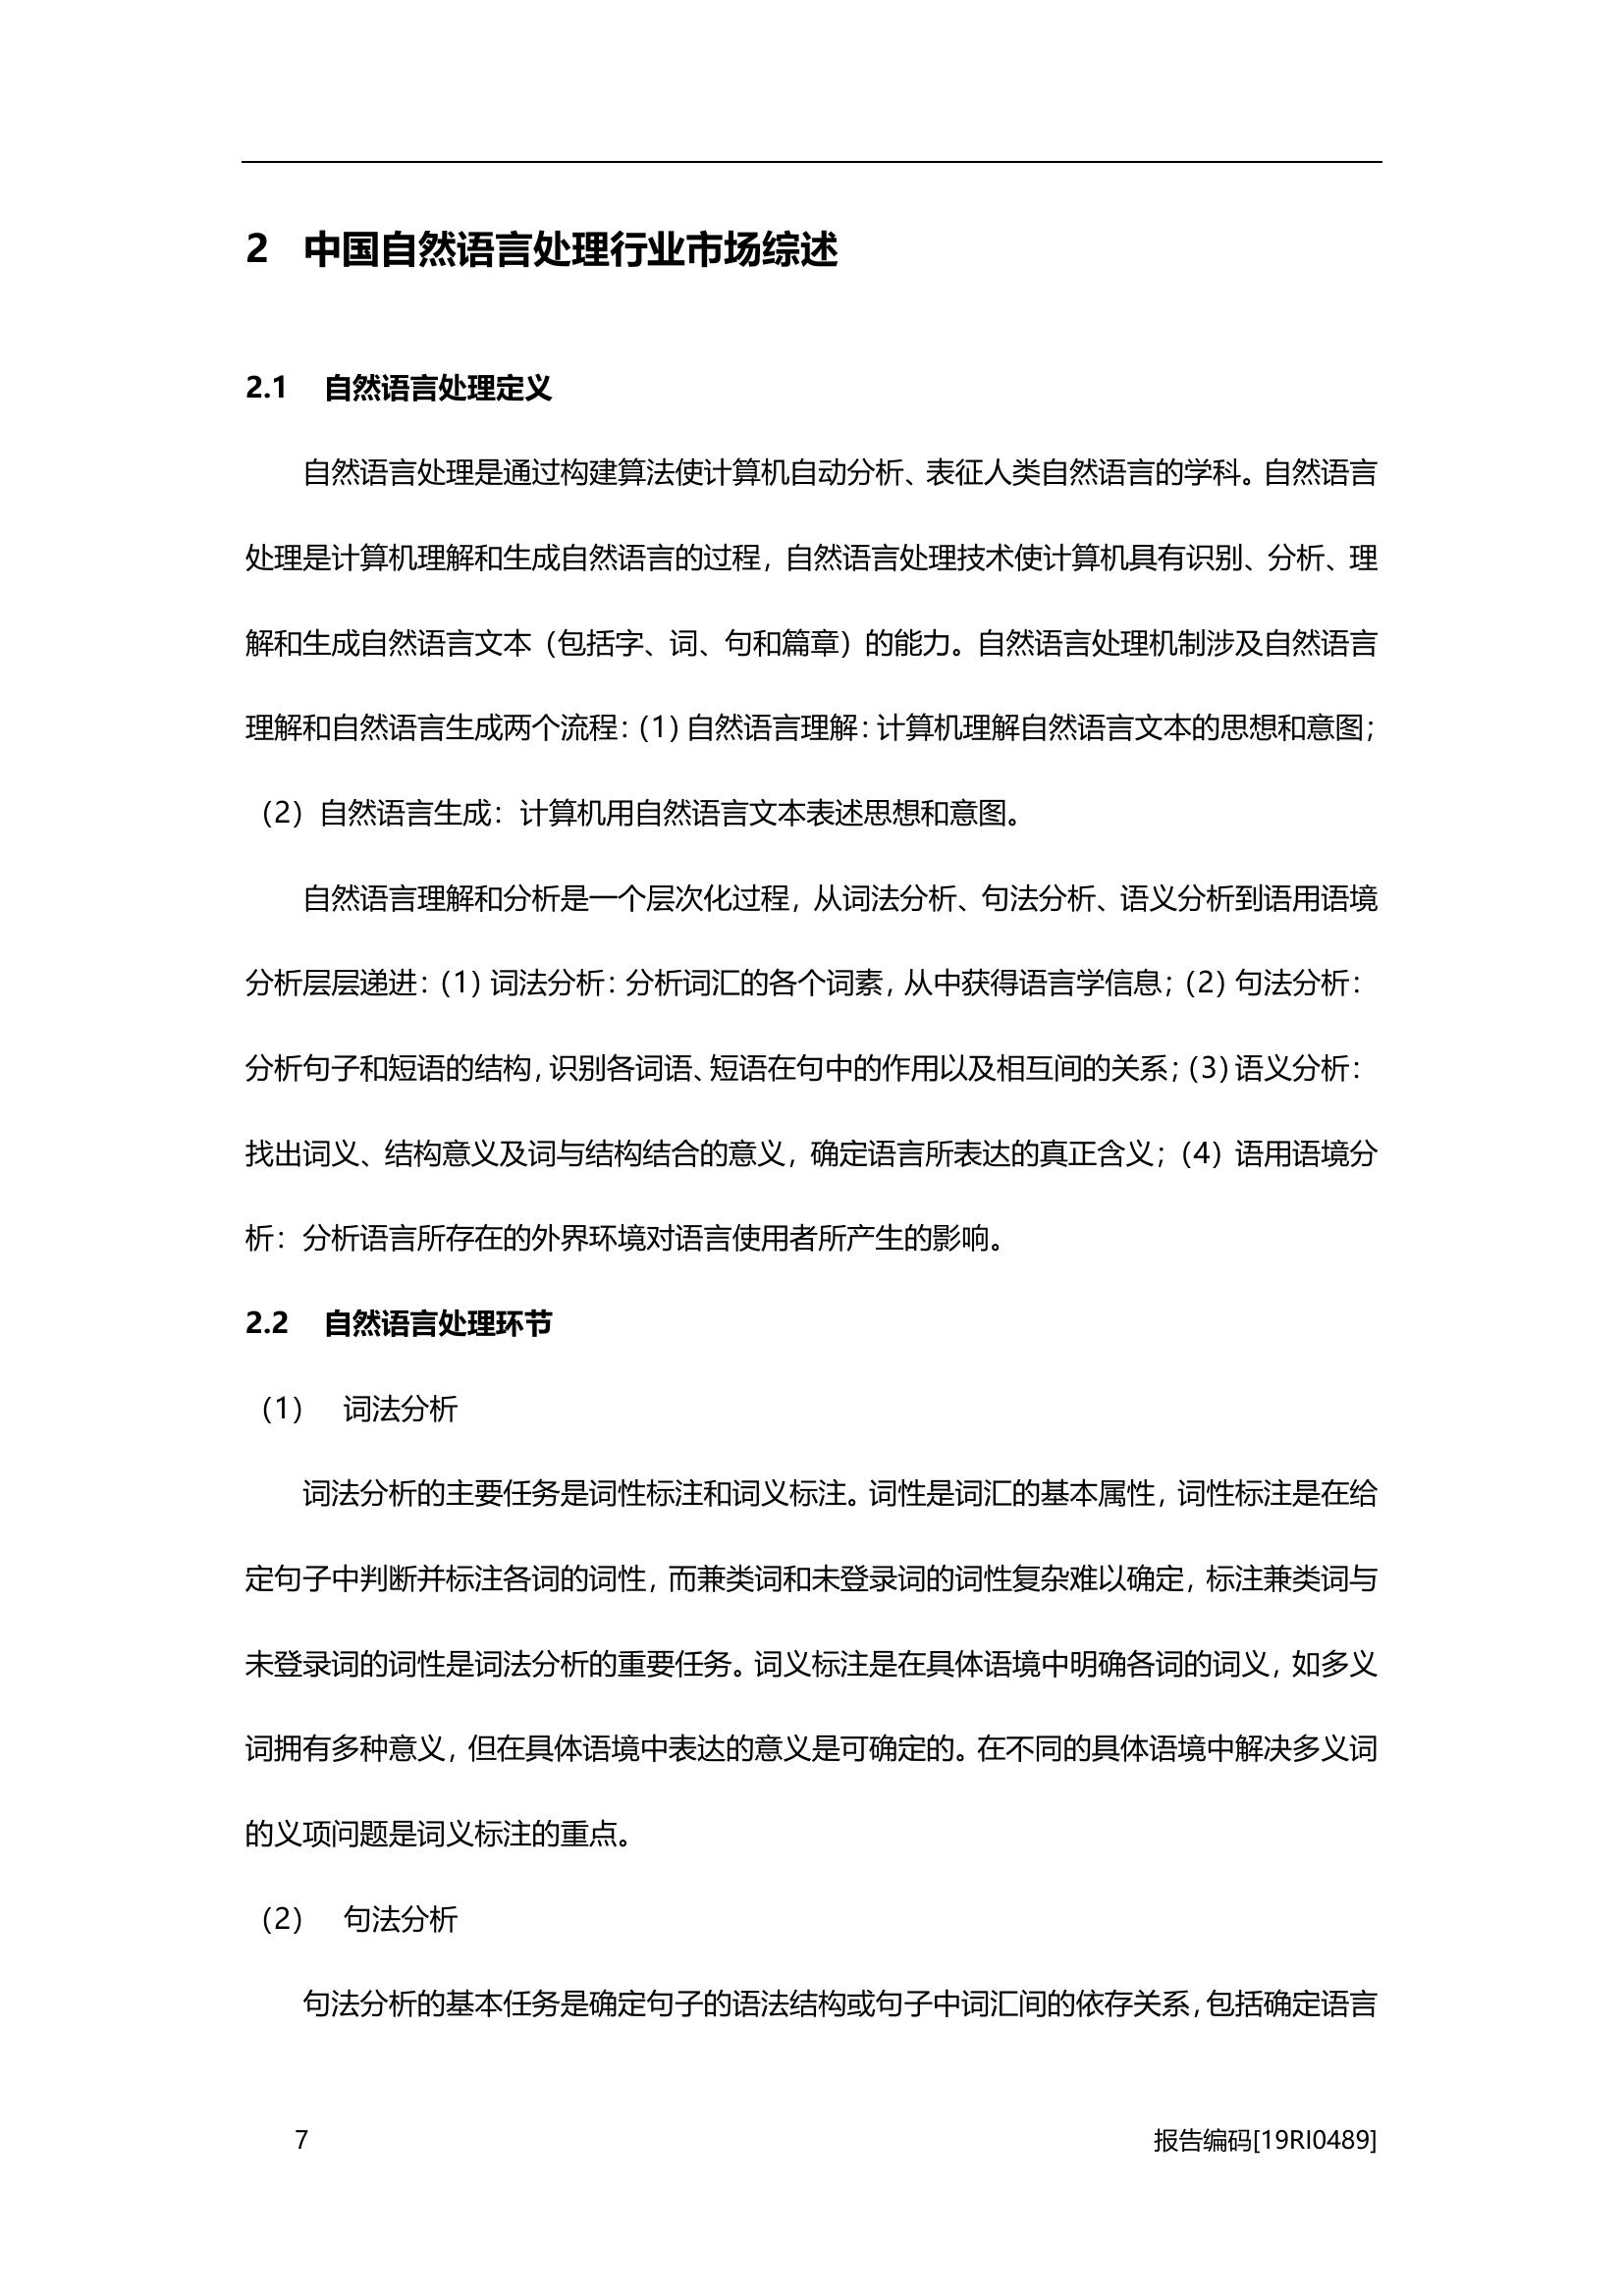 2 中国自然语言处理行业市场综述
2.1 自然语言处理定义
自然语言处理是通过构建算法使计算机自动分析、表征人类自然语言的学科。自然语言
处理是计算机理解和生成自然语言的过程，自然语言处理技术使计算机具有识别、分析、理
解和生成自然语言文本（包括字、词、句和篇章）的能力。自然语言处理机制涉及自然语言
理解和自然语言生成两个流程：（1）自然语言理解：计算机理解自然语言文本的思想和意图；
（2）自然语言生成：计算机用自然语言文本表述思想和意图。
自然语言理解和分析是一个层次化过程，从词法分析、句法分析、语义分析到语用语境
分析层层递进：（1）词法分析：分析词汇的各个词素，从中获得语言学信息；（2）句法分析：
分析句子和短语的结构，识别各词语、短语在句中的作用以及相互间的关系；（3）语义分析：
找出词义、结构意义及词与结构结合的意义，确定语言所表达的真正含义；（4）语用语境分
析：分析语言所存在的外界环境对语言使用者所产生的影响。
2.2 自然语言处理环节
（1） 词法分析
词法分析的主要任务是词性标注和词义标注。词性是词汇的基本属性，词性标注是在给
定句子中判断并标注各词的词性，而兼类词和未登录词的词性复杂难以确定，标注兼类词与
未登录词的词性是词法分析的重要任务。词义标注是在具体语境中明确各词的词义，如多义
词拥有多种意义，但在具体语境中表达的意义是可确定的。在不同的具体语境中解决多义词
的义项问题是词义标注的重点。
（2） 句法分析
句法分析的基本任务是确定句子的语法结构或句子中词汇间的依存关系，包括确定语言
7 报告编码[19RI0489]